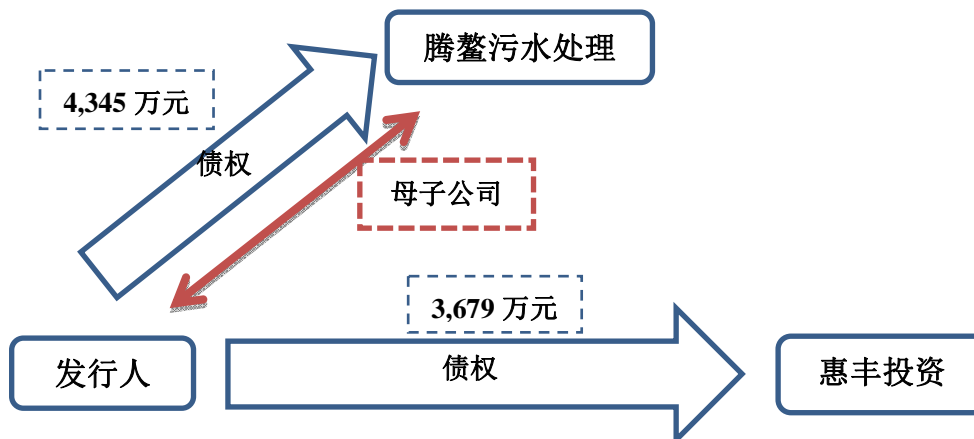 腾鳌污水处理
4,345 万元
债权
母子公司
3,679 万元
发行人
债权
惠丰投资